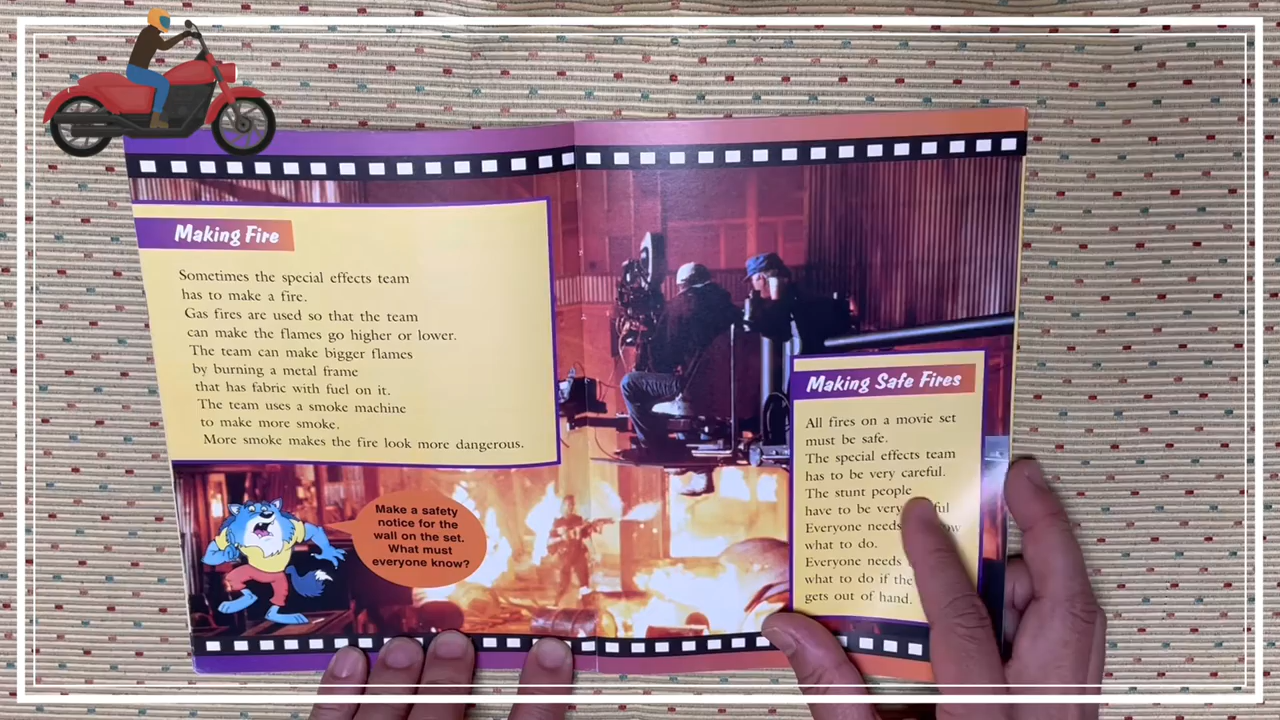 Making Fire
Sometimes the special effects team
has to make a fire.
Gas fires are used so that the team
can make the flames go higher or lower.
The team can make bigger flames
by burning a metal frame
that has fabric with fuel on it.
The team uses a smoke machine
to make more smoke.
More smoke makes the fire look more dangerous.
Make a safety
notice for the
wall on the set.
What must
everyone know?
Making Safe Fires
All fires on a movie set
must be safe.
The special effects team
has to be very careful.
The stunt people
have to be very
Everyone needs
what to do.
Everyone needs
what to do if the
gets out of hand.